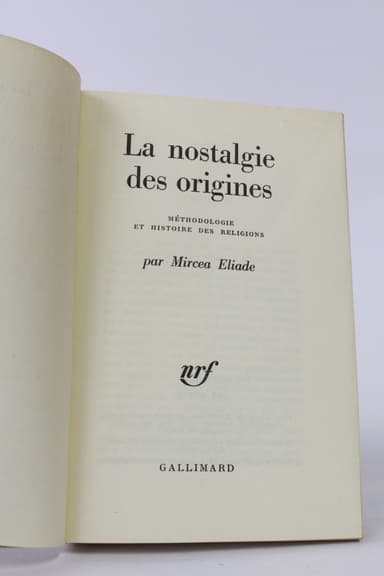 La nostalgie
des origines
MÉTHODOLOGIE
ET HISTOIRE DES RELIGIONS
par Mircea Eliade
nrf
GALLIMARD